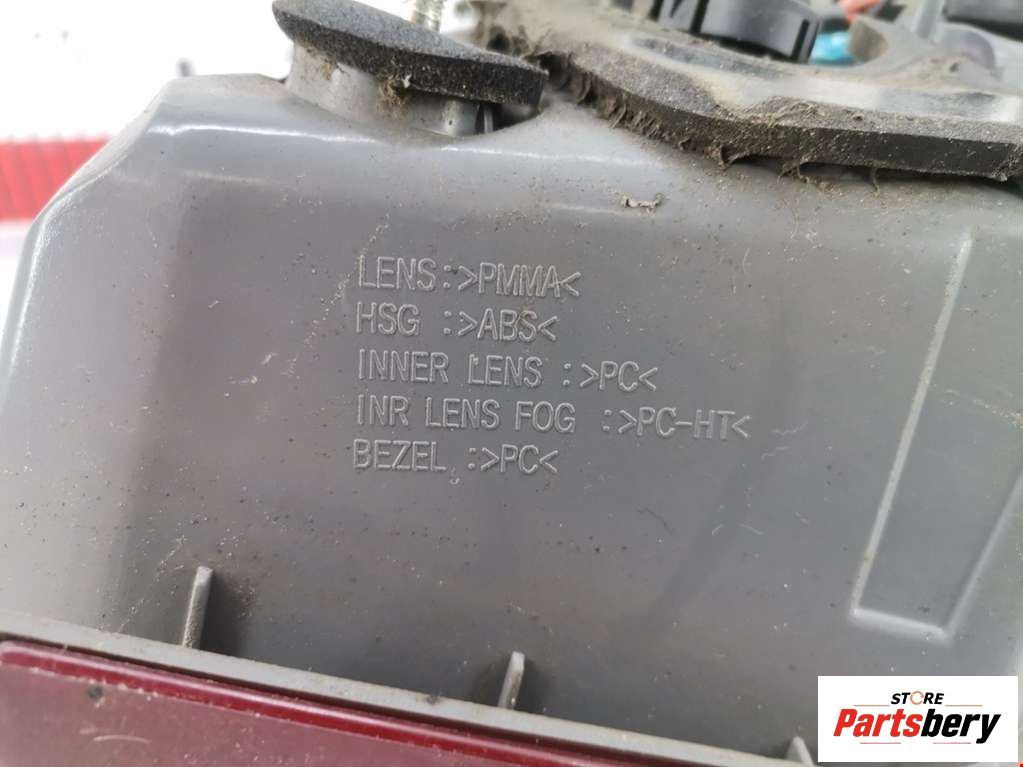 LENS:>PMMA<
HSG :>ABS<
INNER LENS :>PC<
INR LENS FOG :>PC-HT<
BEZEL :>PC<
STORE
Partsbery